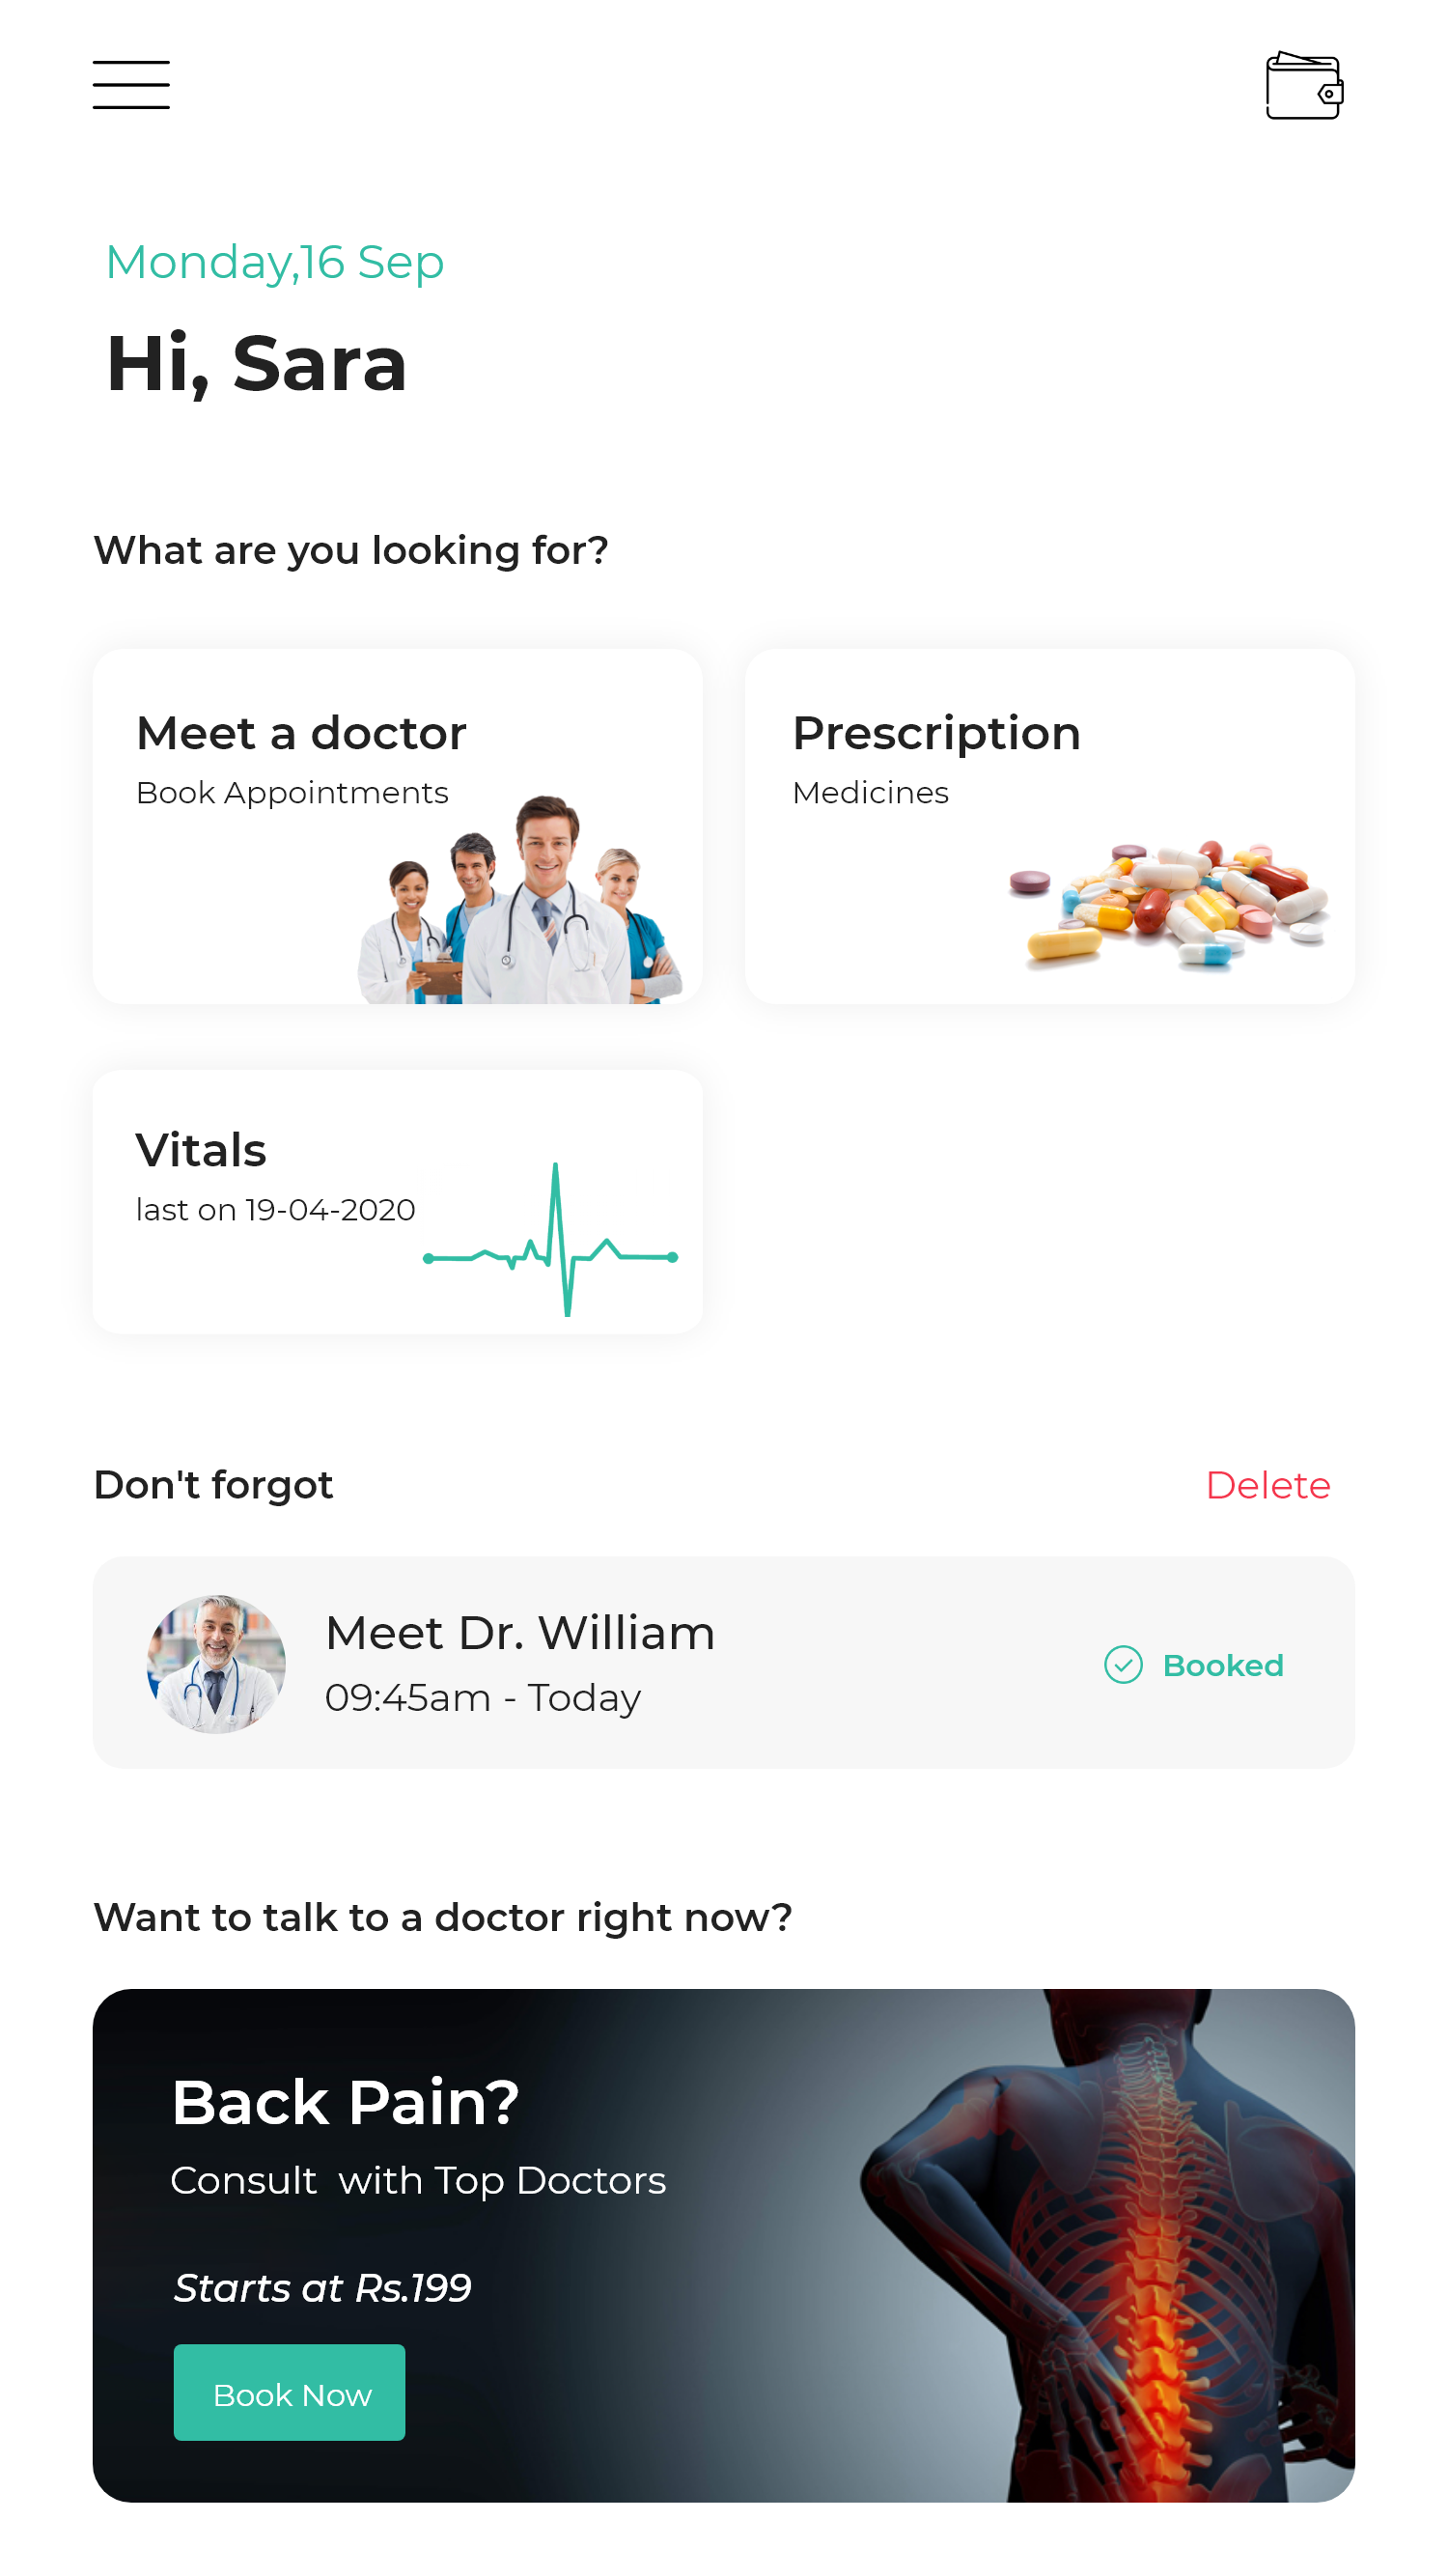 Monday,16 Sep
Hi, Sara
What are you looking for?
Meet a doctor
Book Appointments
Prescription
Medicines
Vitals
last on 19-04-2020
Don't forgot
Delete
Meet Dr. William
09:45am - Today
Booked
Want to talk to a doctor right now?
Back Pain?
Consult  with Top Doctors
Starts at Rs.199
Book Now